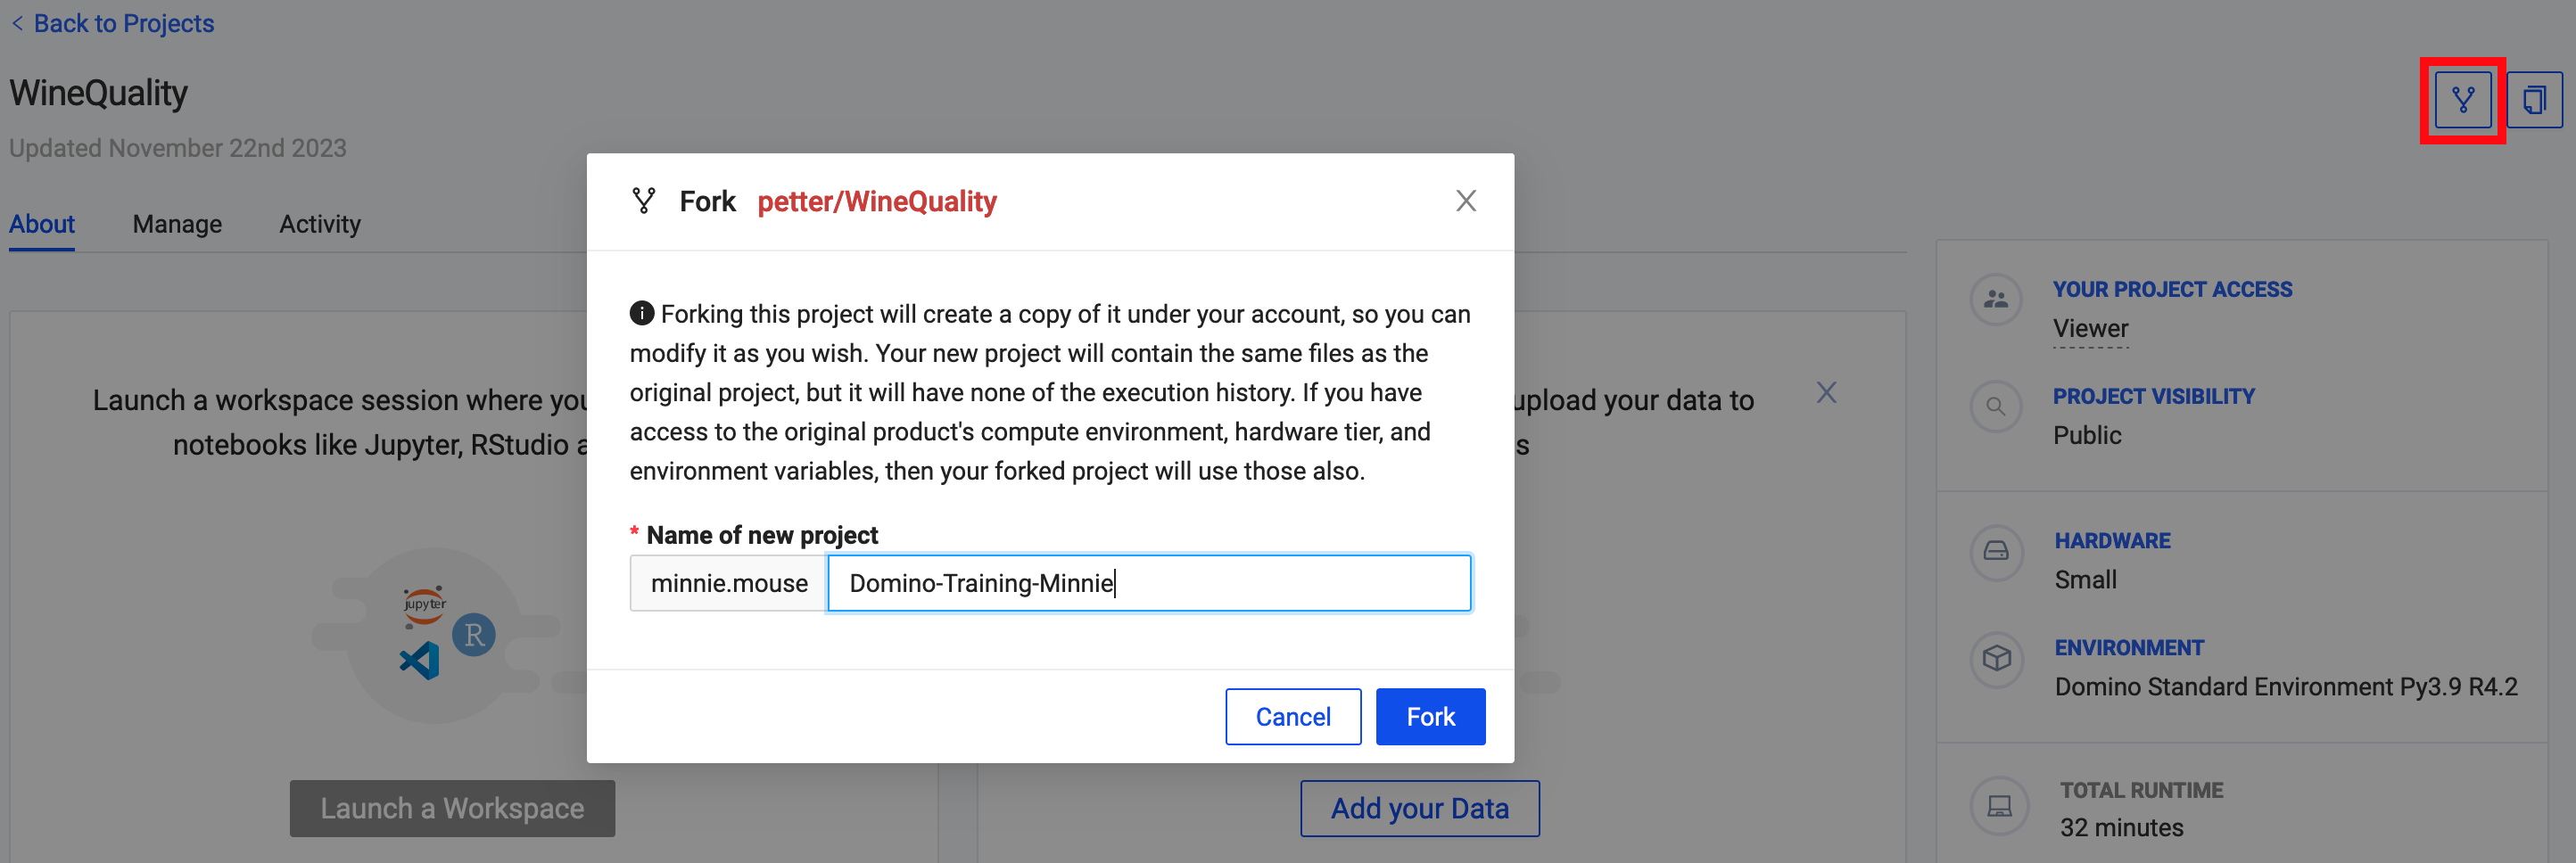 Back to Projects
WineQuality
Updated November 22nd 2023
About Manage Activity
Launch a workspace session where you
notebooks like Jupyter, RStudio a
jupyter
R
Launch a Workspace
upload your data to
s
Add your Data
Fork petter/WineQuality
Forking this project will create a copy of it under your account, so you can
modify it as you wish. Your new project will contain the same files as the
original project, but it will have none of the execution history. If you have
access to the original product's compute environment, hardware tier, and
environment variables, then your forked project will use those also.
* Name of new project
minnie.mouse Domino-Training-Minnie
Cancel Fork
YOUR PROJECT ACCESS
Viewer
PROJECT VISIBILITY
Public
HARDWARE
Small
ENVIRONMENT
Domino Standard Environment Py3.9 R4.2
TOTAL RUNTIME
32 minutes